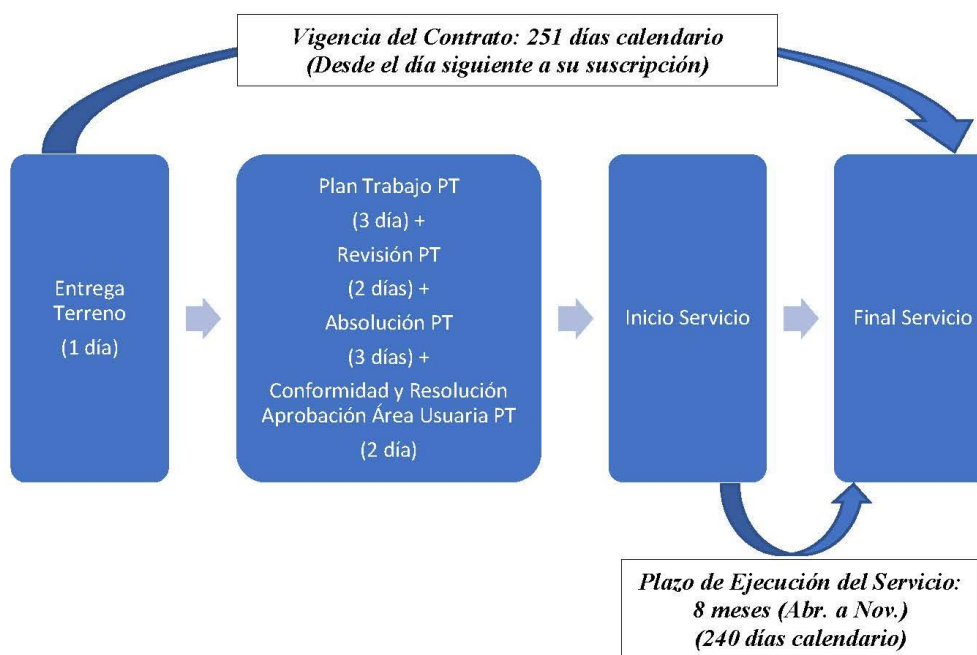 Vigencia del Contrato: 251 días calendario
(Desde el día siguiente a su suscripción)
Entrega
Terreno
(1 día)
Plan Trabajo PT
(3 día) +
Revisión PT
(2 días) +
Absolución PT
(3 días) +
Conformidad y Resolución
Aprobación Área Usuaria PT
(2 día)
Inicio Servicio
Final Servicio
Plazo de Ejecución del Servicio:
8 meses (Abr. a Nov.)
(240 días calendario)